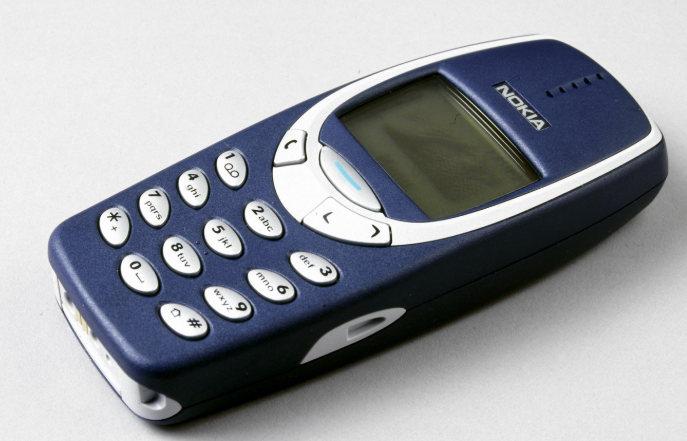 NOKIA
1
2 abc
def 3
4 ghi
5 jkl
mno 6
7 pqrs
8 tuv
wxyz 9
* +
0
#